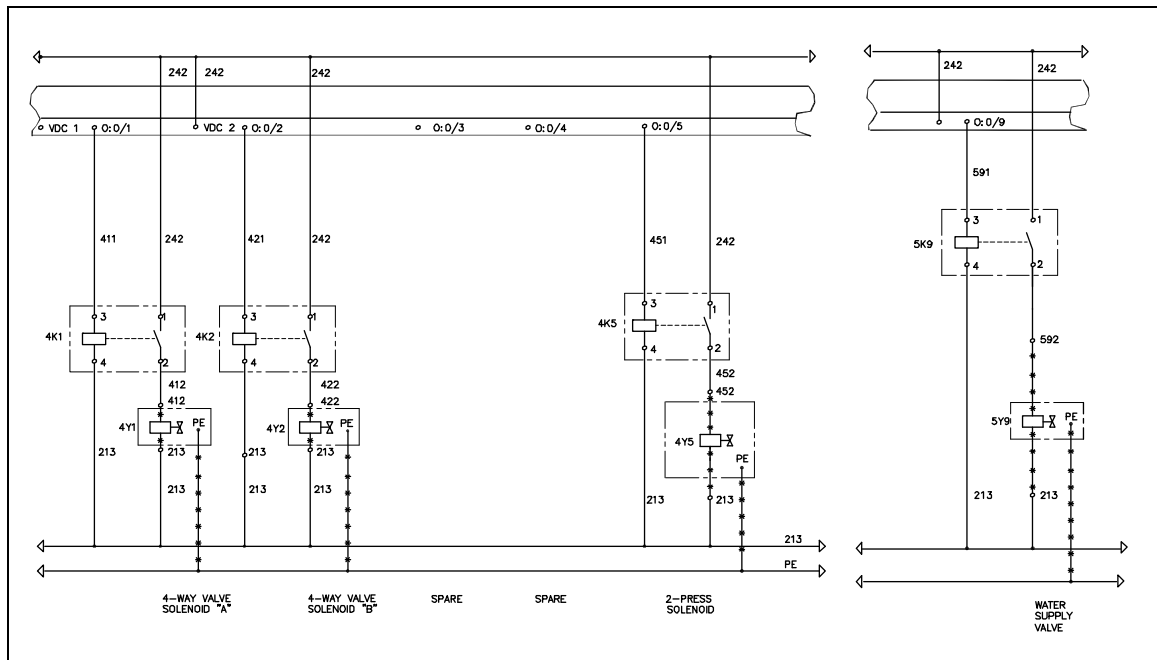 242 242 242
VDC 1 O:0/1 VDC 2 O:0/2 O:0/3 O:0/4 O:0/5
411 242 421 242 451 242
3 1 3 1 3 1
4K1 4K2 4K5
4 2 4 2 4 2
412 422 452
412 422 452
4Y1 PE 4Y2 PE 4Y5 PE
213 213 213 213 213 213
213 213 213
213
PE
4-WAY VALVE
SOLENOID "A"
4-WAY VALVE
SOLENOID "B"
SPARE
SPARE
2-PRESS
SOLENOID
242 242
O:0/9
591
3 1
5K9
4 2
592
5Y9 PE
213 213
WATER
SUPPLY
VALVE